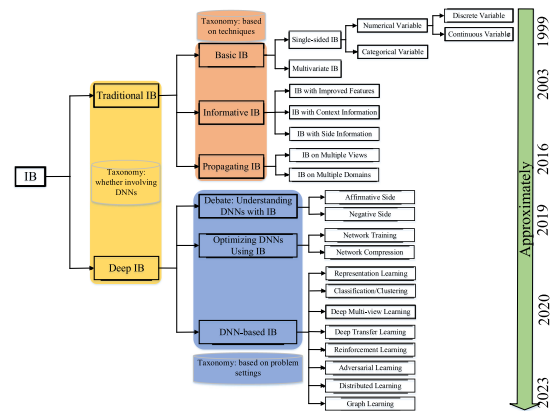 Taxonomy: based
on techniques
Discrete Variable
Numerical Variable
Continuous Variable
Single-sided IB
Categorical Variable
Basic IB
Multivariate IB
Traditional IB
IB with Improved Features
Informative IB
IB with Context Information
IB with Side Information
Propagating IB
IB on Multiple Views
IB on Multiple Domains
IB
Taxonomy:
whether involving
DNNs
Debate: Understanding
DNNs with IB
Affirmative Side
Negative Side
Optimizing DNNs
Using IB
Network Training
Network Compression
Deep IB
Representation Learning
Classification/Clustering
Deep Multi-view Learning
DNN-based IB
Deep Transfer Learning
Reinforcement Learning
Adversarial Learning
Distributed Learning
Graph Learning
Taxonomy: based on problem
settings
Approximately
1999
2003
2016
2019
2020
2023